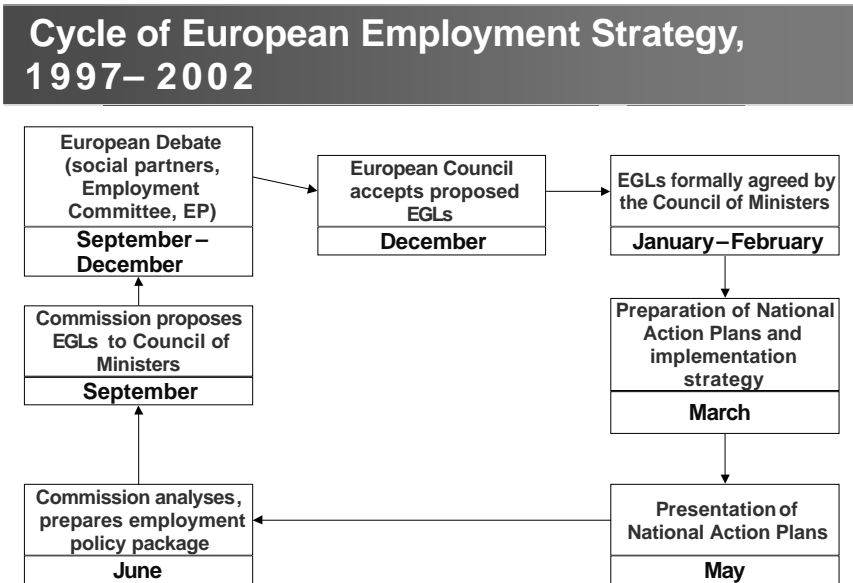 Cycle of European Employment Strategy,
1997– 2002
European Debate
(social partners,
Employment
Committee, EP)
September–
December
European Council
accepts proposed
EGLs
December
EGLs formally agreed by
the Council of Ministers
January–February
Commission proposes
EGLs to Council of
Ministers
September
Preparation of National
Action Plans and
implementation
strategy
March
Commission analyses,
prepares employment
policy package
June
Presentation of
National Action Plans
May